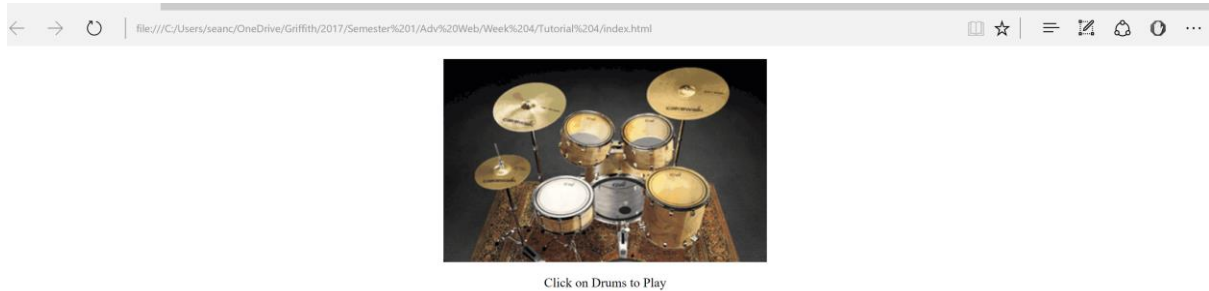 file:///C:/Users/seanc/OneDrive/Griffith/2017/Semester%201/Adv%20Web/Week%204/Tutorial%204/index.html
Click on Drums to Play